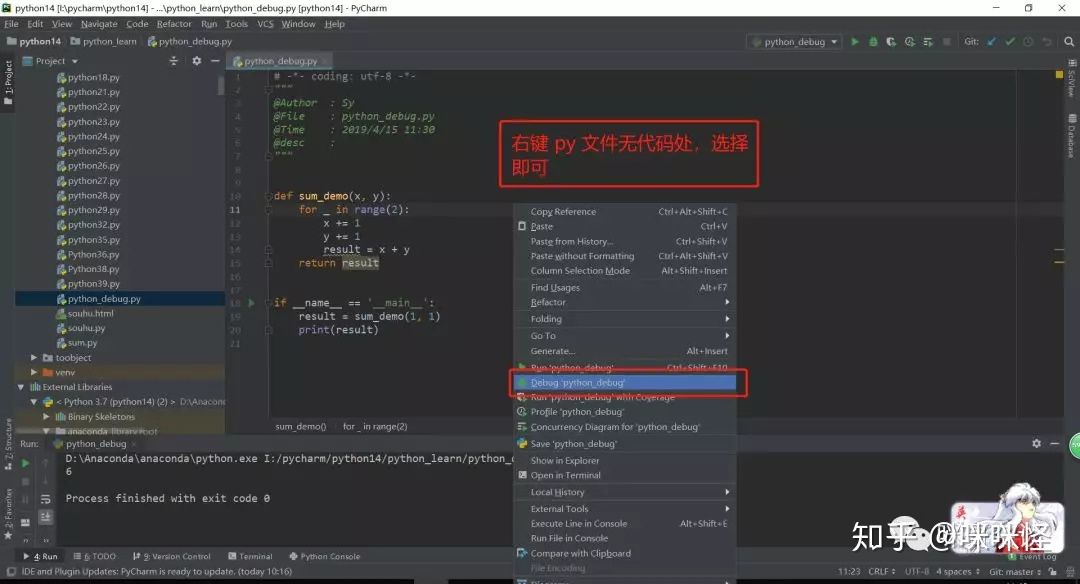 python14 [I:\pycharm\python14] - ...\python_learn\python_debug.py [python14] - PyCharm
File Edit View Navigate Code Refactor Run Tools VCS Window Help
python14 python_learn python_debug.py
python_debug Git:
Project
python_debug.py
1: Project
SciView
Database
python18.py
python21.py
python22.py
python23.py
python24.py
python25.py
python26.py
python27.py
python28.py
python29.py
python32.py
python35.py
Python36.py
Python38.py
python39.py
python_debug.py
souhu.html
souhu.py
sum.py
toobject
venv
External Libraries
< Python 3.7 (python14) (2) > D:\Anacond
Binary Skeletons
anaconda library root
1 # -*- coding: utf-8 -*-
2 """
3 @Author : Sy
4 @File : python_debug.py
5 @Time : 2019/4/15 11:30
6 @desc :
7 """
8
9
10 def sum_demo(x, y):
11 for _ in range(2):
12 x += 1
13 y += 1
14 result = x + y
15 return result
16
17
18 if __name__ == '__main__':
19 result = sum_demo(1, 1)
20 print(result)
21
sum_demo() for _ in range(2)
右键 py 文件无代码处，选择
即可
Copy Reference Ctrl+Alt+Shift+C
Paste Ctrl+V
Paste from History... Ctrl+Shift+V
Paste without Formatting Ctrl+Alt+Shift+V
Column Selection Mode Alt+Shift+Insert
Find Usages Alt+F7
Refactor
Folding
Go To
Generate... Alt+Insert
Run 'python_debug' Ctrl+Shift+F10
Debug 'python_debug'
Run 'python_debug' with Coverage
Profile 'python_debug'
Concurrency Diagram for 'python_debug'
Save 'python_debug'
Show in Explorer
Open in Terminal
Local History
External Tools
Execute Line in Console Alt+Shift+E
Run File in Console
Compare with Clipboard
File Encoding
Diagrams
Z: Structure
2: Favorites
Run: python_debug
D:\Anaconda\anaconda\python.exe I:/pycharm/python14/python_learn/python_d
6
Process finished with exit code 0
英
知乎 @咪咪怪
4: Run 6: TODO 9: Version Control Terminal Python Console Event Log
IDE and Plugin Updates: PyCharm is ready to update. (today 10:16) 11:23 CRLF UTF-8 4 spaces Git: master